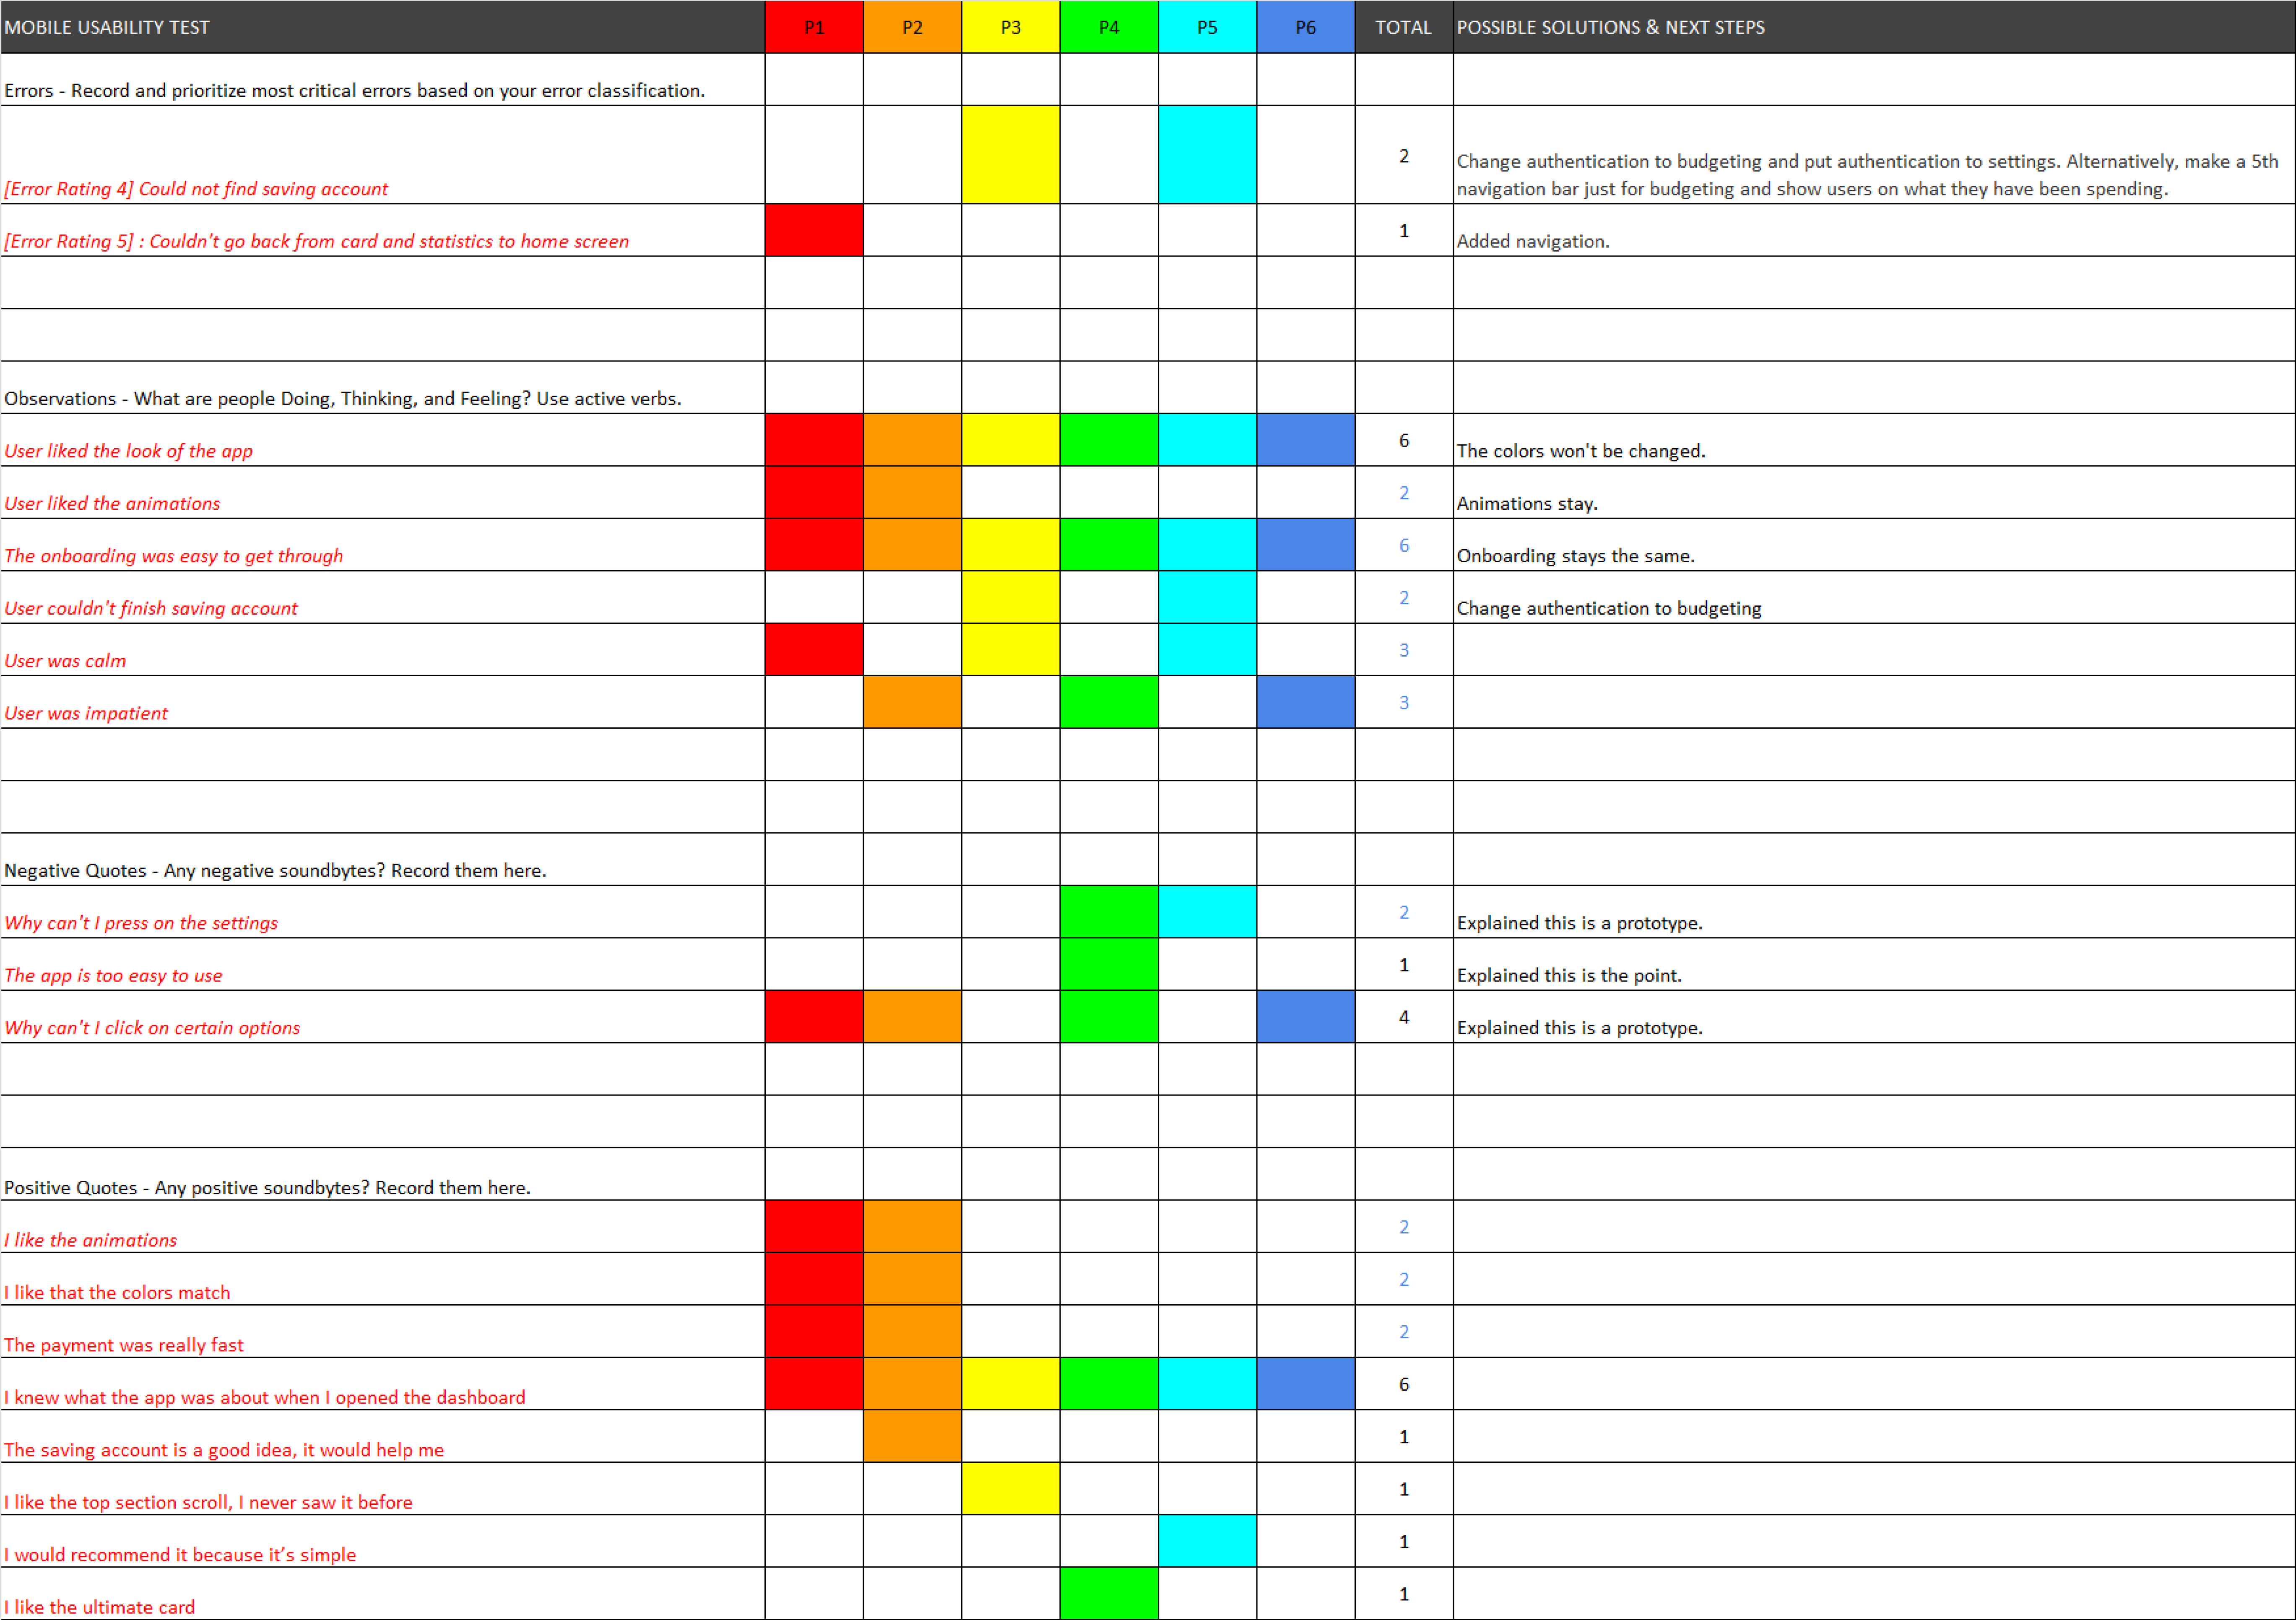 MOBILE USABILITY TEST P1 P2 P3 P4 P5 P6 TOTAL POSSIBLE SOLUTIONS & NEXT STEPS
Errors - Record and prioritize most critical errors based on your error classification.
[Error Rating 4] Could not find saving account 2 Change authentication to budgeting and put authentication to settings. Alternatively, make a 5th
navigation bar just for budgeting and show users on what they have been spending.
[Error Rating 5] : Couldn't go back from card and statistics to home screen 1 Added navigation.
Observations - What are people Doing, Thinking, and Feeling? Use active verbs.
User liked the look of the app 6 The colors won't be changed.
User liked the animations 2 Animations stay.
The onboarding was easy to get through 6 Onboarding stays the same.
User couldn't finish saving account 2 Change authentication to budgeting
User was calm 3
User was impatient 3
Negative Quotes - Any negative soundbytes? Record them here.
Why can't I press on the settings 2 Explained this is a prototype.
The app is too easy to use 1 Explained this is the point.
Why can't I click on certain options 4 Explained this is a prototype.
Positive Quotes - Any positive soundbytes? Record them here.
I like the animations 2
I like that the colors match 2
The payment was really fast 2
I knew what the app was about when I opened the dashboard 6
The saving account is a good idea, it would help me 1
I like the top section scroll, I never saw it before 1
I would recommend it because it’s simple 1
I like the ultimate card 1